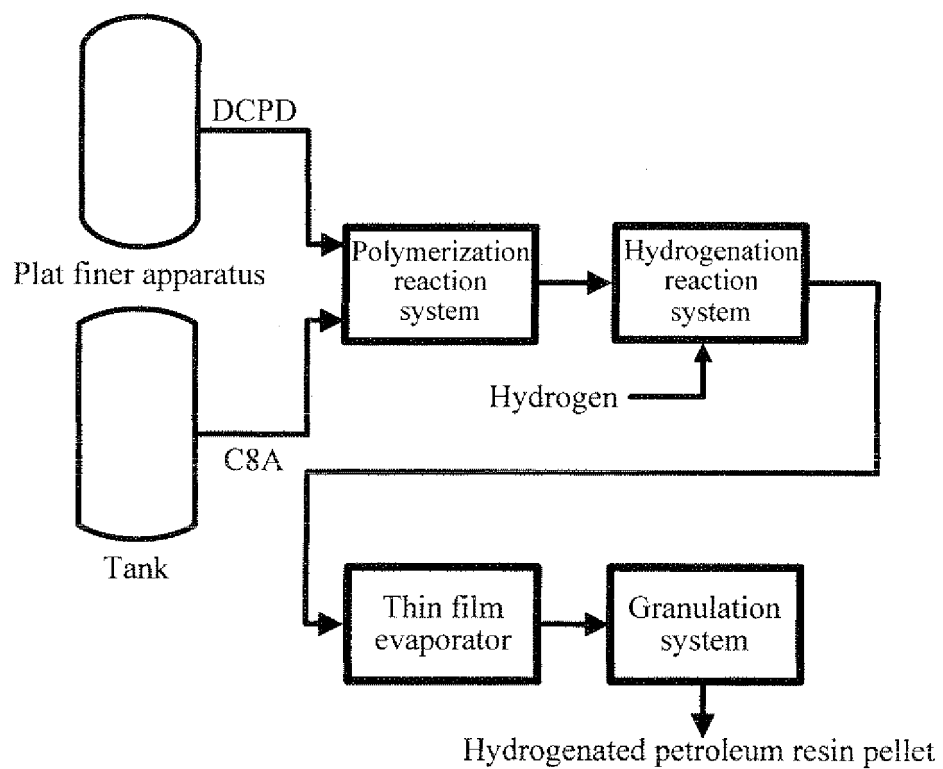 DCPD
Plat finer apparatus
Polymerization
reaction
system
Hydrogenation
reaction
system
Hydrogen
C8A
Tank
Thin film
evaporator
Granulation
system
Hydrogenated petroleum resin pellet